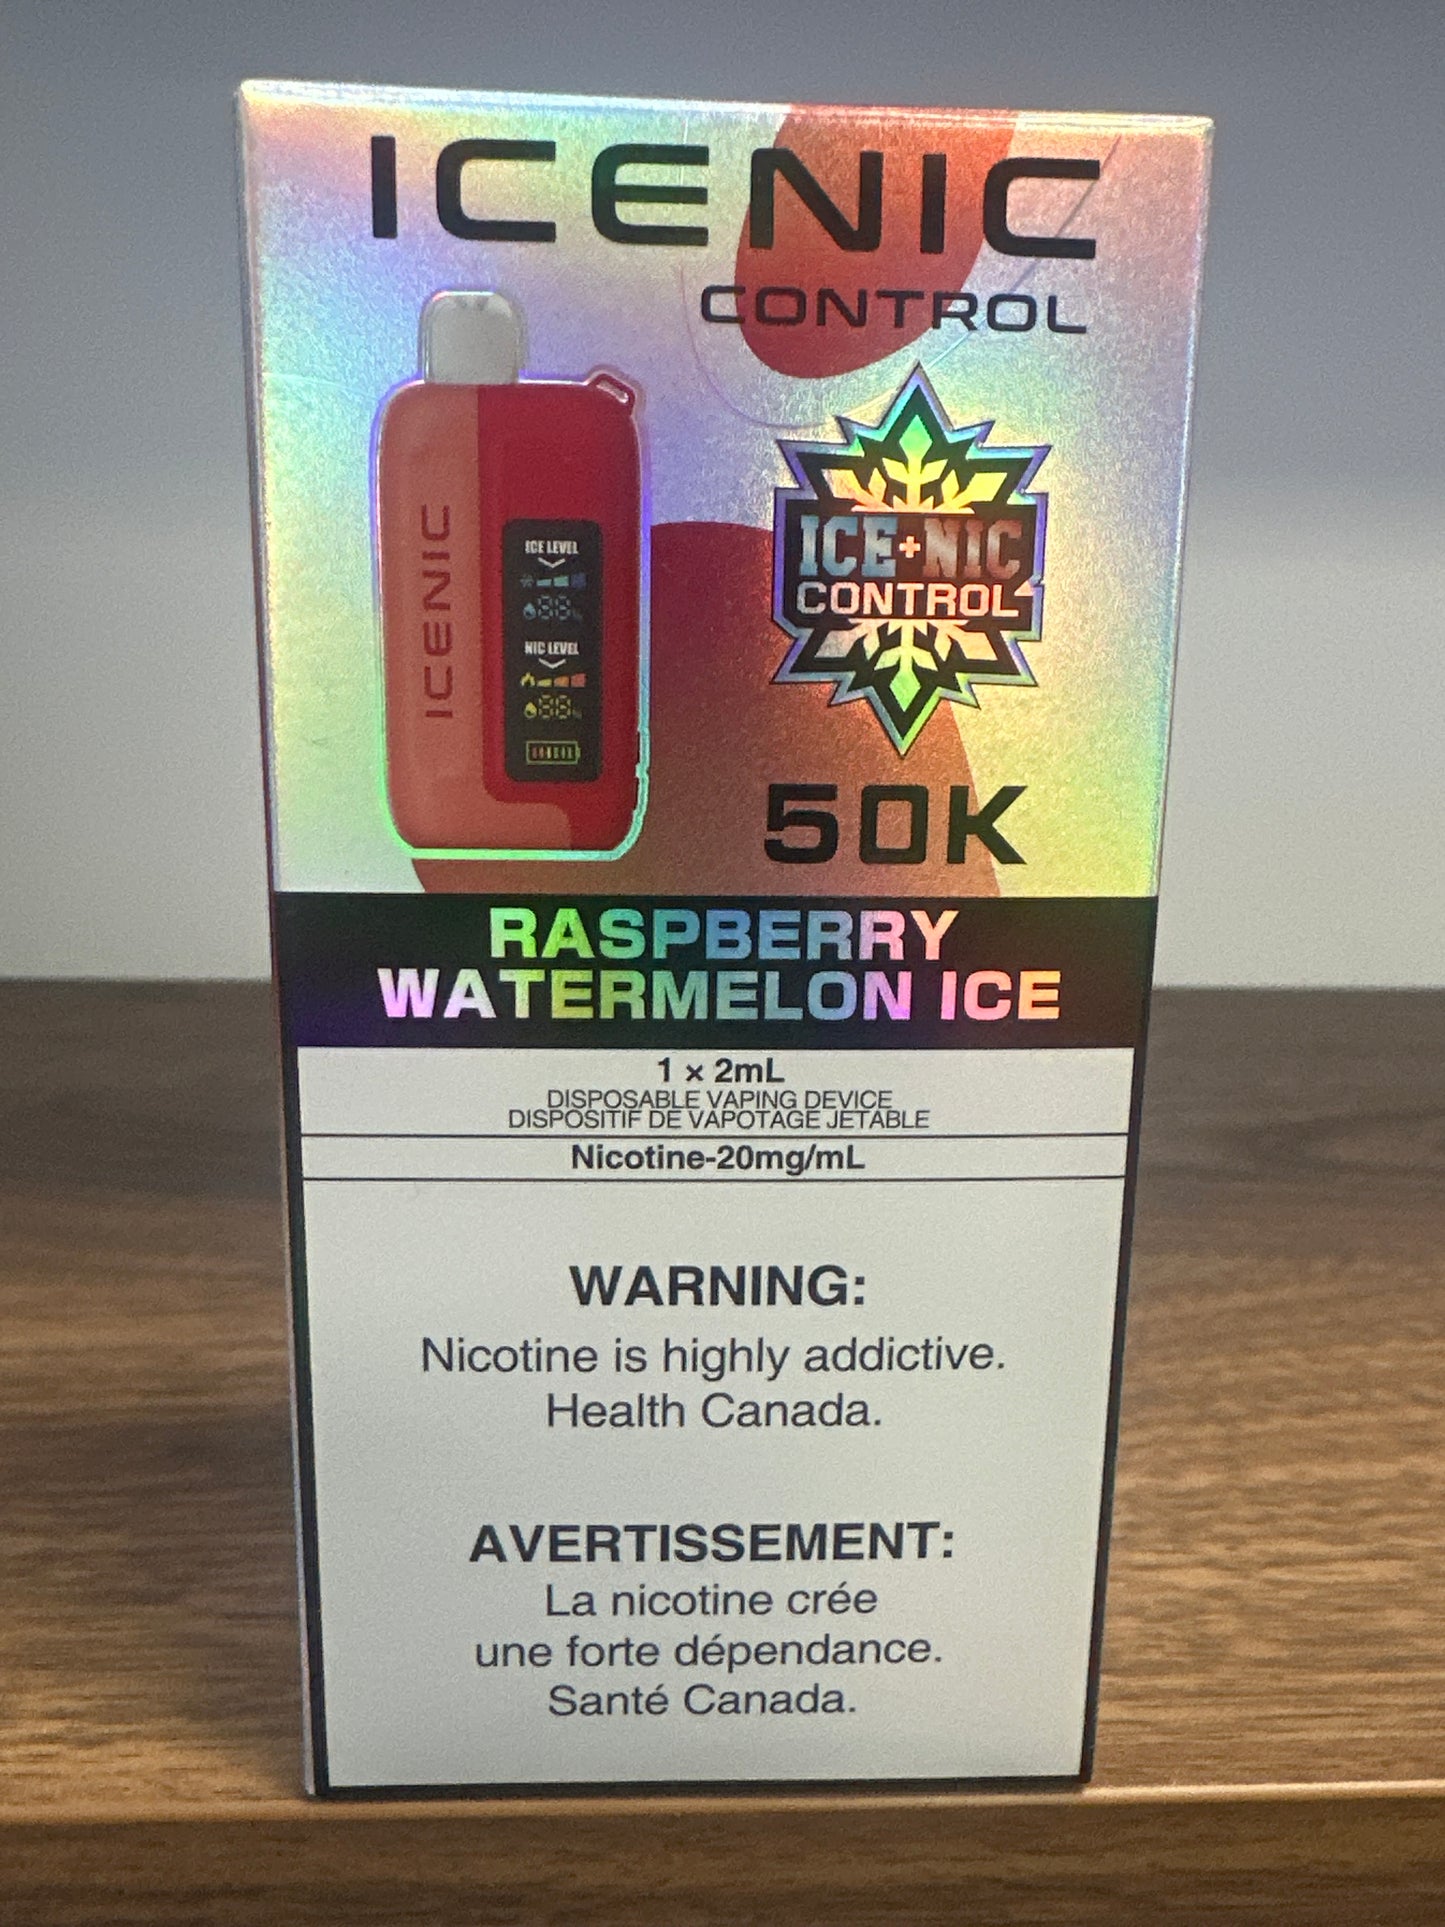 ICENIC
CONTROL
ICENIC
ICE LEVEL
88%
NIC LEVEL
88%
ICE+NIC
CONTROL
50K
RASPBERRY
WATERMELON ICE
1 × 2mL
DISPOSABLE VAPING DEVICE
DISPOSITIF DE VAPOTAGE JETABLE
Nicotine-20mg/mL
WARNING:
Nicotine is highly addictive.
Health Canada.
AVERTISSEMENT:
La nicotine crée
une forte dépendance.
Santé Canada.